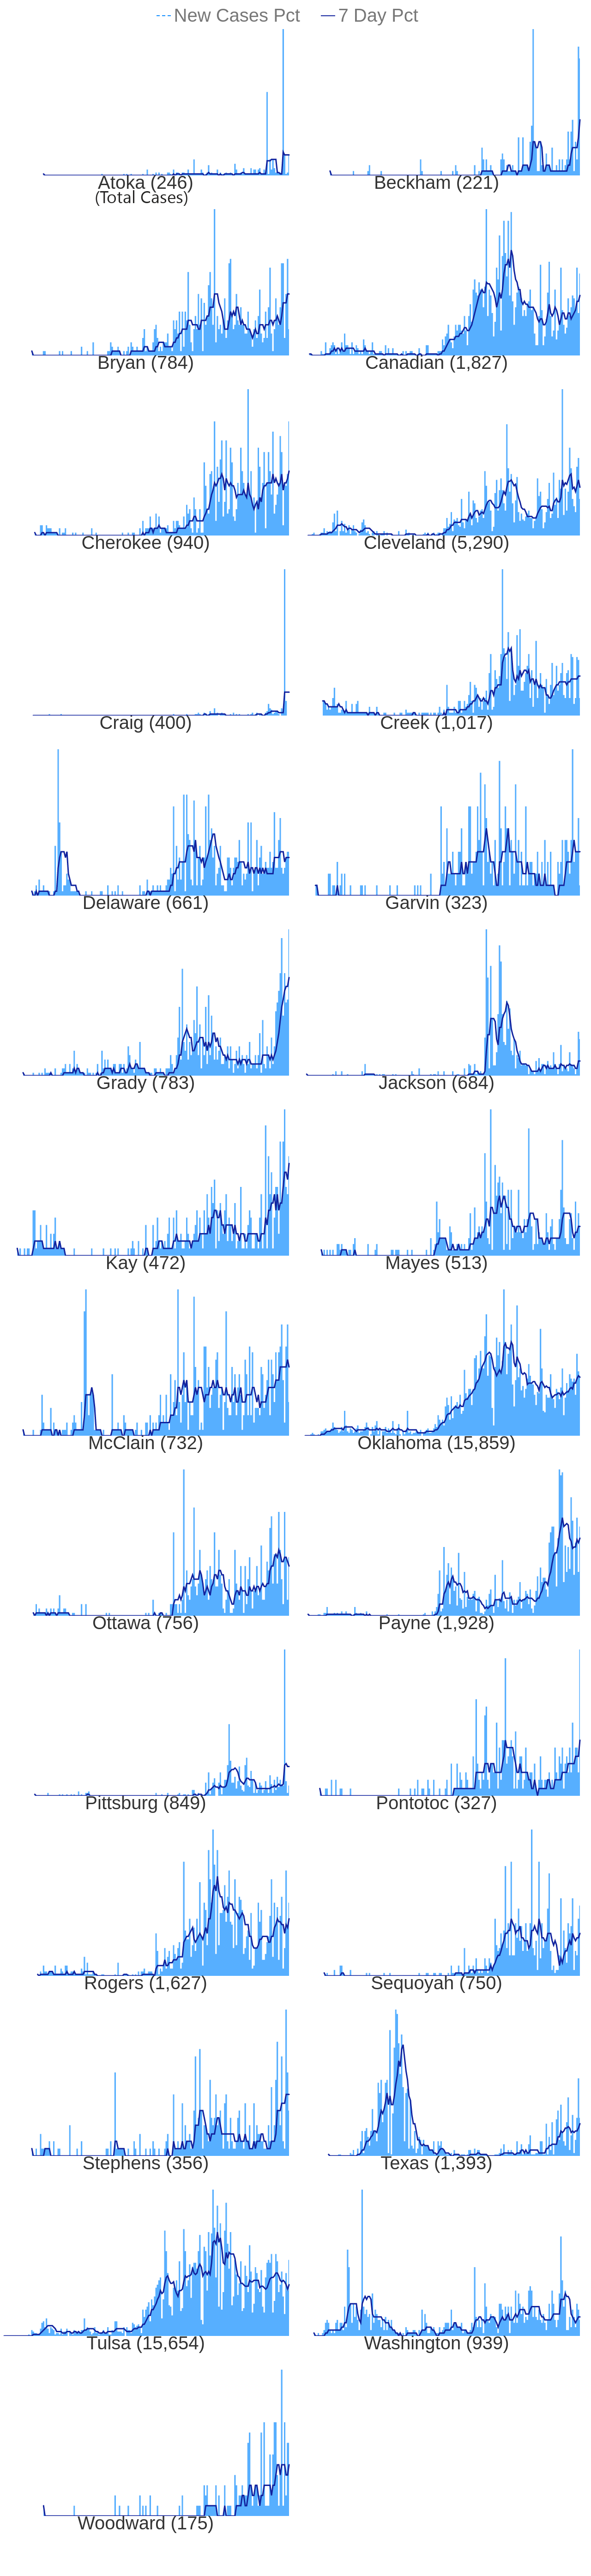 New Cases Pct 7 Day Pct
Atoka (246) Beckham (221)
(Total Cases)
Bryan (784) Canadian (1,827)
Cherokee (940) Cleveland (5,290)
Craig (400) Creek (1,017)
Delaware (661) Garvin (323)
Grady (783) Jackson (684)
Kay (472) Mayes (513)
McClain (732) Oklahoma (15,859)
Ottawa (756) Payne (1,928)
Pittsburg (849) Pontotoc (327)
Rogers (1,627) Sequoyah (750)
Stephens (356) Texas (1,393)
Tulsa (15,654) Washington (939)
Woodward (175)